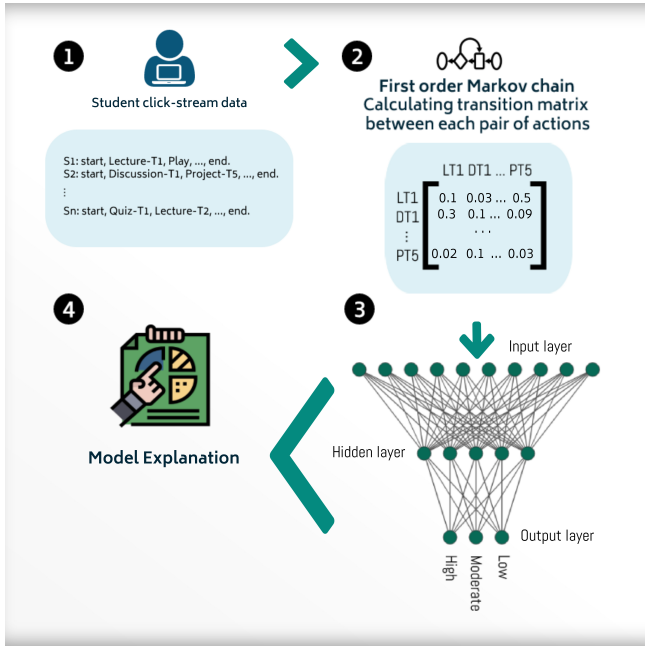 1
Student click-stream data
S1: start, Lecture-T1, Play, ..., end.
S2: start, Discussion-T1, Project-T5, ..., end.
⋮
Sn: start, Quiz-T1, Lecture-T2, ..., end.
2
First order Markov chain
Calculating transition matrix
between each pair of actions
LT1 DT1 ... PT5
LT1 0.1 0.03 ... 0.5
DT1 0.3 0.1 ... 0.09
⋮ ...
PT5 0.02 0.1 ... 0.03
3
Input layer
Hidden layer
Output layer
High
Moderate
Low
4
Model Explanation